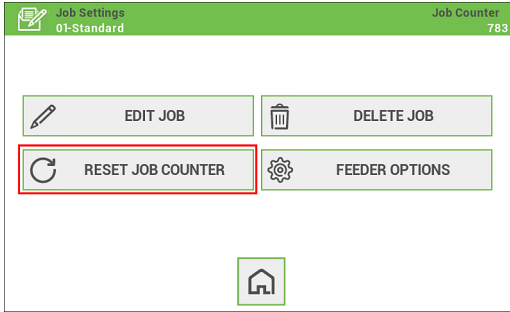 Job Settings
Job Counter
01-Standard
783
EDIT JOB
DELETE JOB
RESET JOB COUNTER
FEEDER OPTIONS